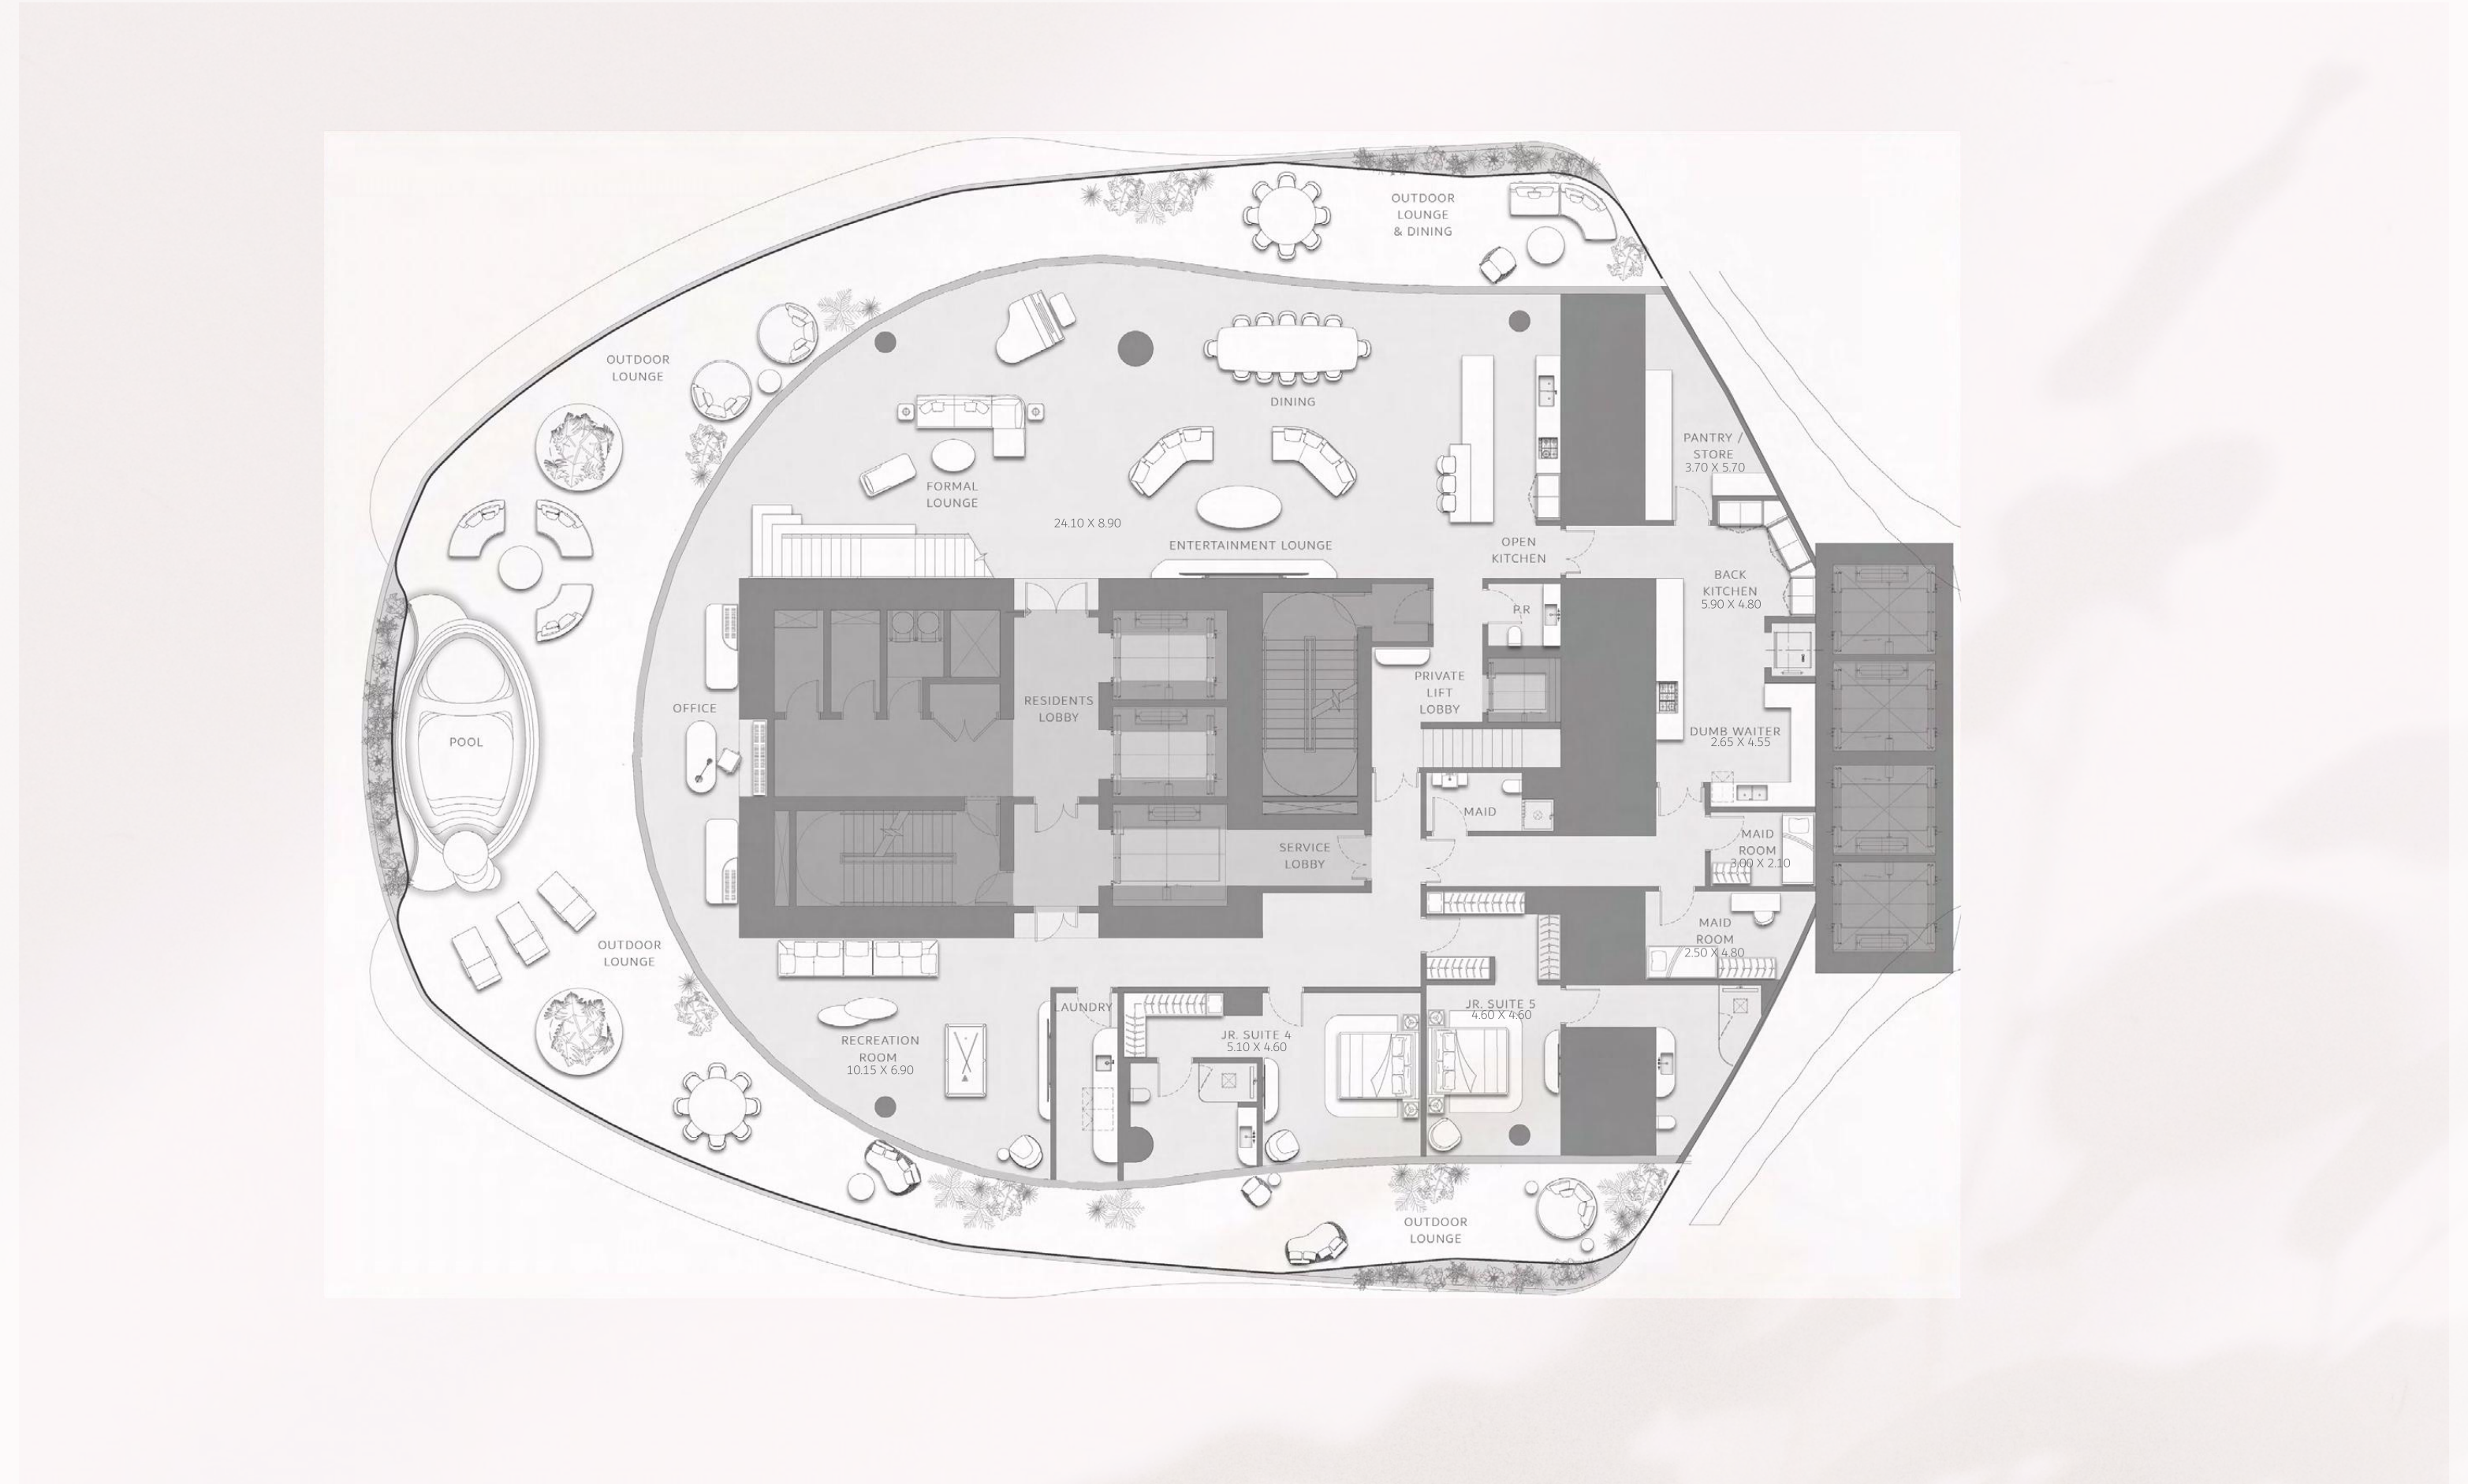 OUTDOOR
LOUNGE
& DINING
OUTDOOR
LOUNGE
DINING
PANTRY /
STORE
3.70 X 5.70
FORMAL
LOUNGE
24.10 X 8.90
ENTERTAINMENT LOUNGE
OPEN
KITCHEN
BACK
KITCHEN
5.90 X 4.80
P.R
PRIVATE
LIFT
LOBBY
RESIDENTS
LOBBY
OFFICE
POOL
DUMB WAITER
2.65 X 4.55
MAID
MAID
ROOM
3.00 X 2.10
SERVICE
LOBBY
MAID
ROOM
2.50 X 4.80
OUTDOOR
LOUNGE
LAUNDRY
JR. SUITE 5
4.60 X 4.60
JR. SUITE 4
5.10 X 4.60
RECREATION
ROOM
10.15 X 6.90
OUTDOOR
LOUNGE